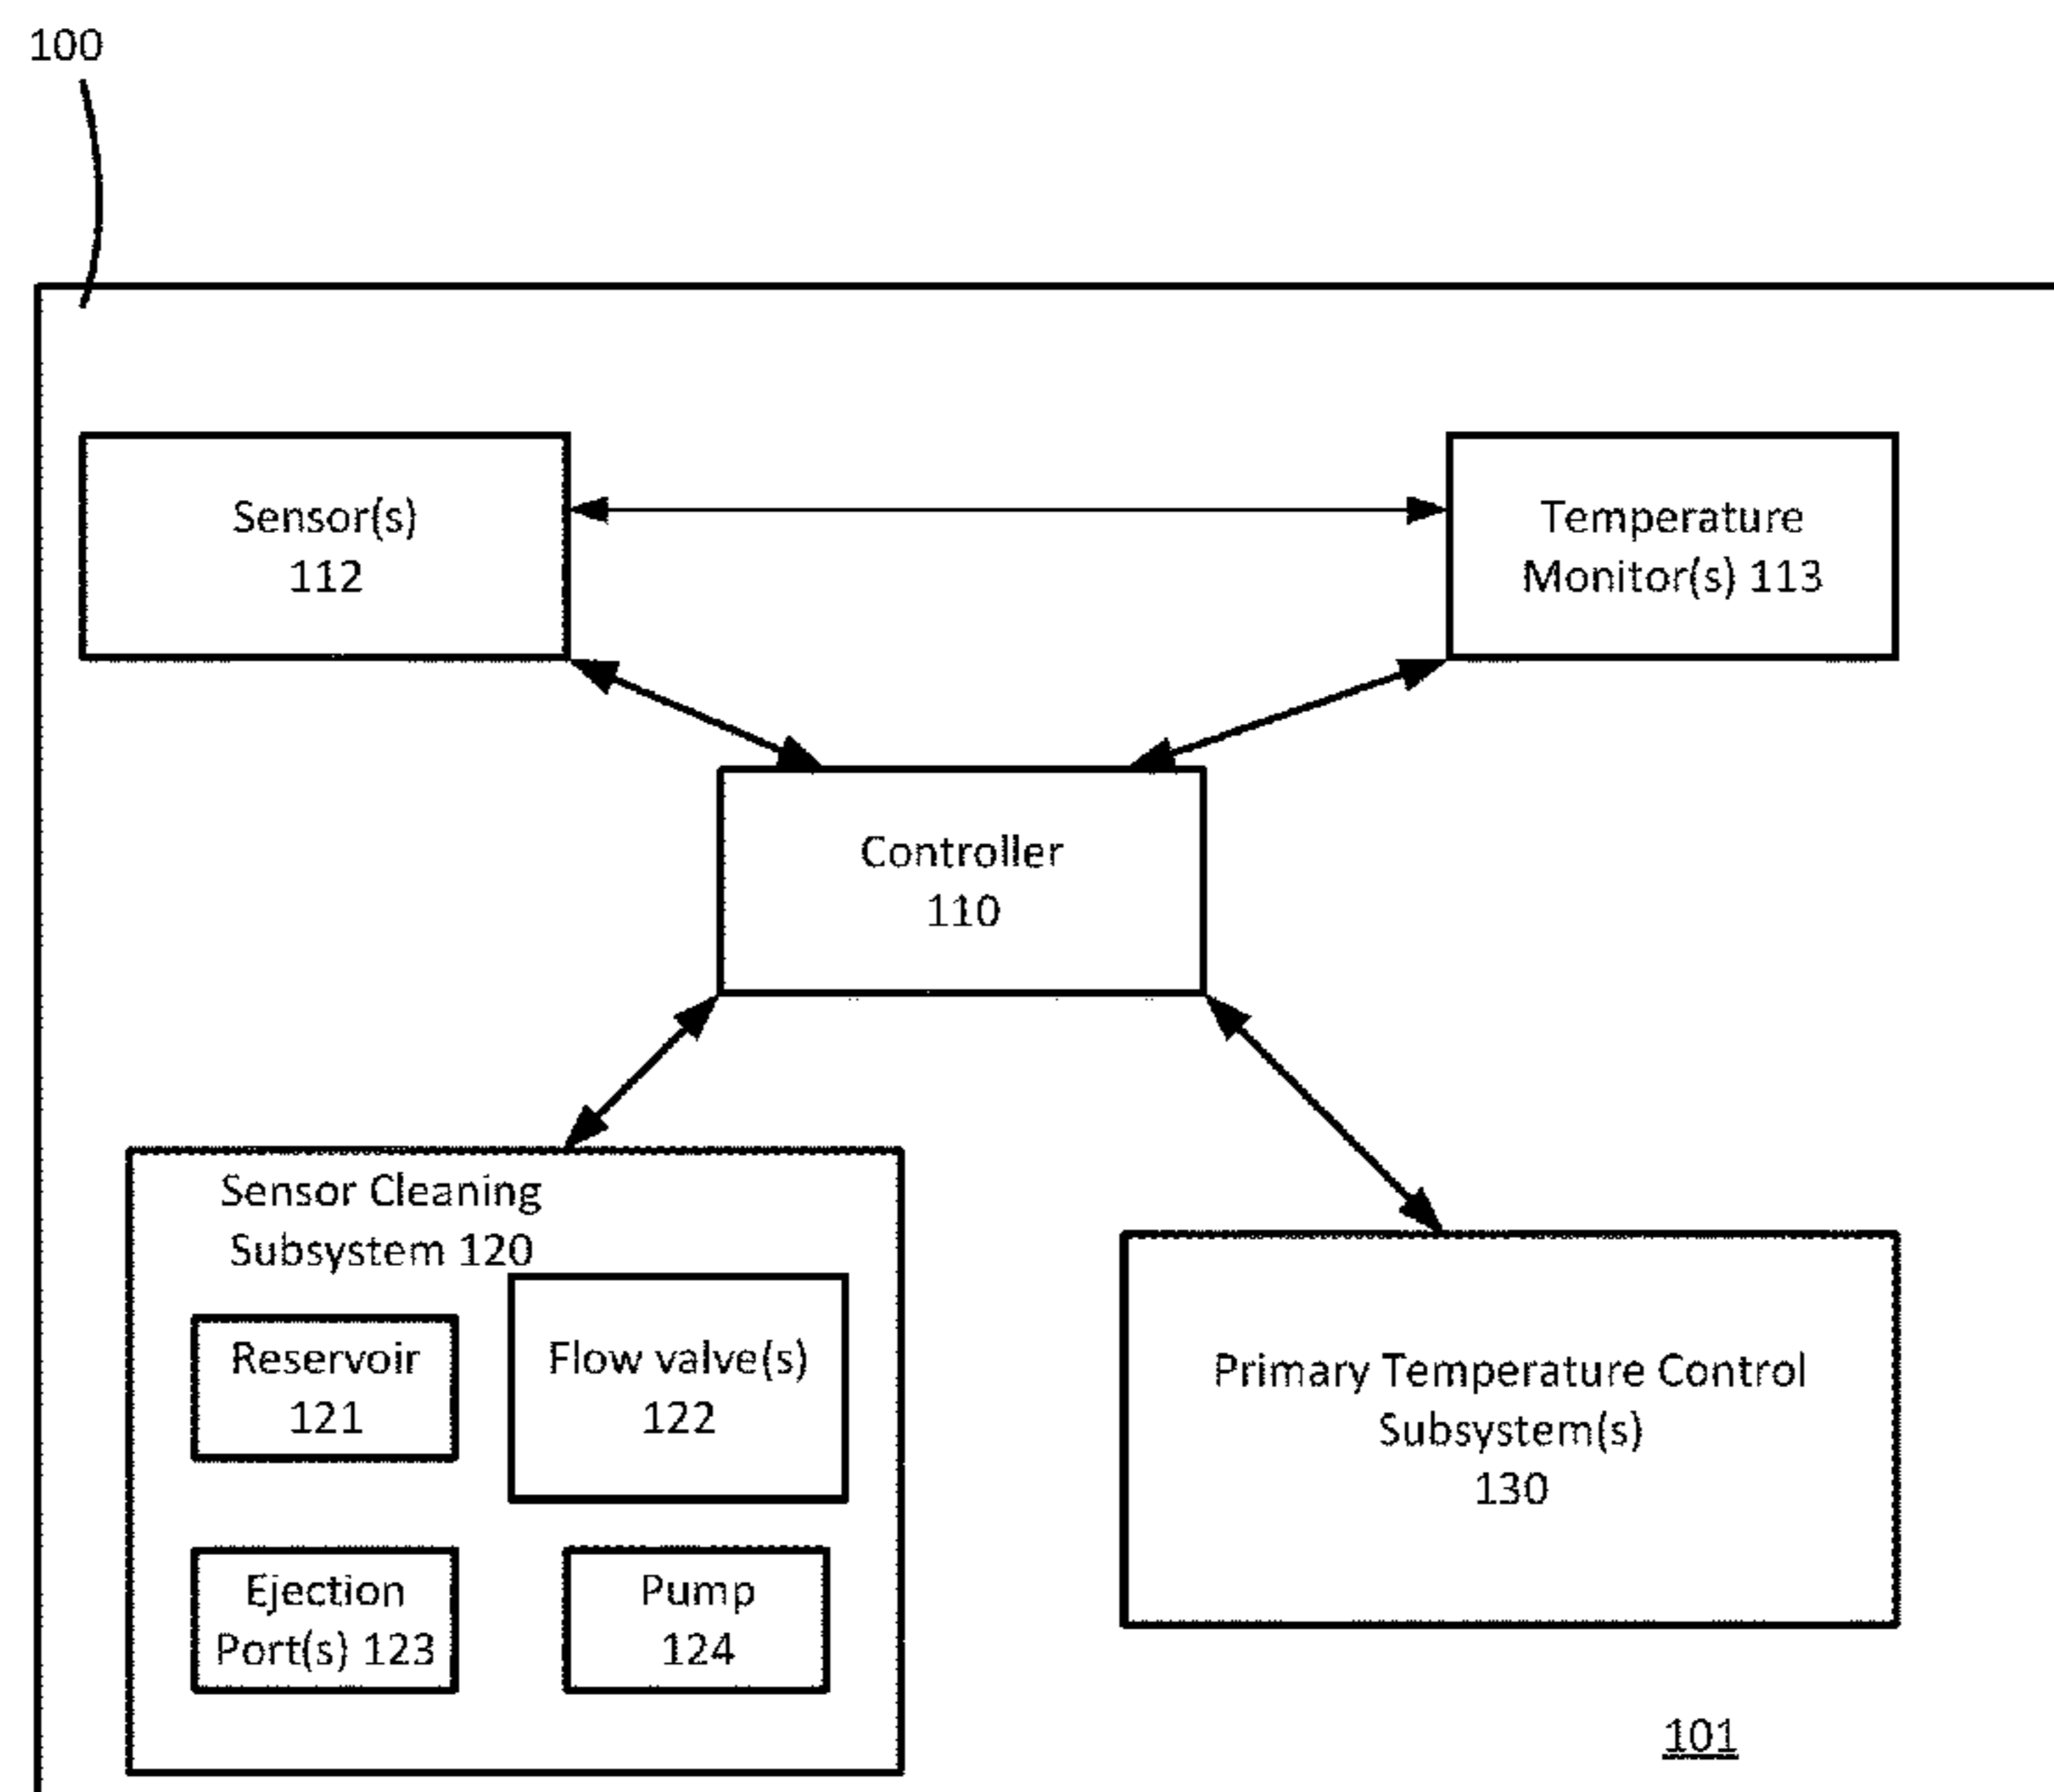 100
Sensor(s)
112
Temperature
Monitor(s) 113
Controller
110
Sensor Cleaning
Subsystem 120
Reservoir
121
Flow valve(s)
122
Ejection
Port(s) 123
Pump
124
Primary Temperature Control
Subsystem(s)
130
101